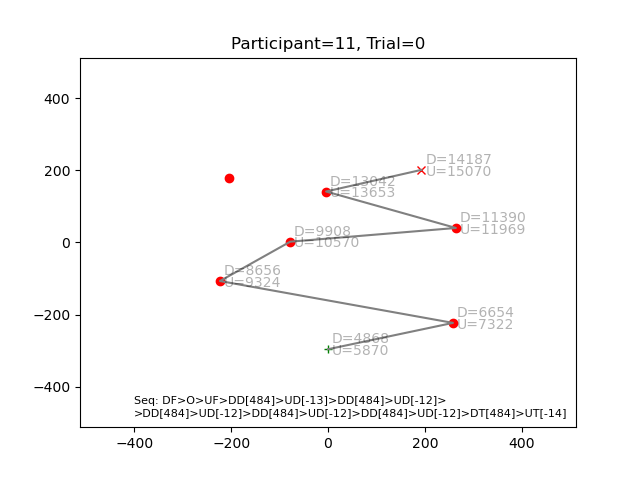 Participant=11, Trial=0
400
200
0
−200
−400
D=14187
U=15070
D=13042
U=13653
D=11390
U=11969
D=9908
U=10570
D=8656
U=9324
D=6654
U=7322
D=4868
U=5870
Seq: DF>O>UF>DD[484]>UD[-13]>DD[484]>UD[-12]>
>DD[484]>UD[-12]>DD[484]>UD[-12]>DD[484]>UD[-12]>DT[484]>UT[-14]
−400 −200 0 200 400